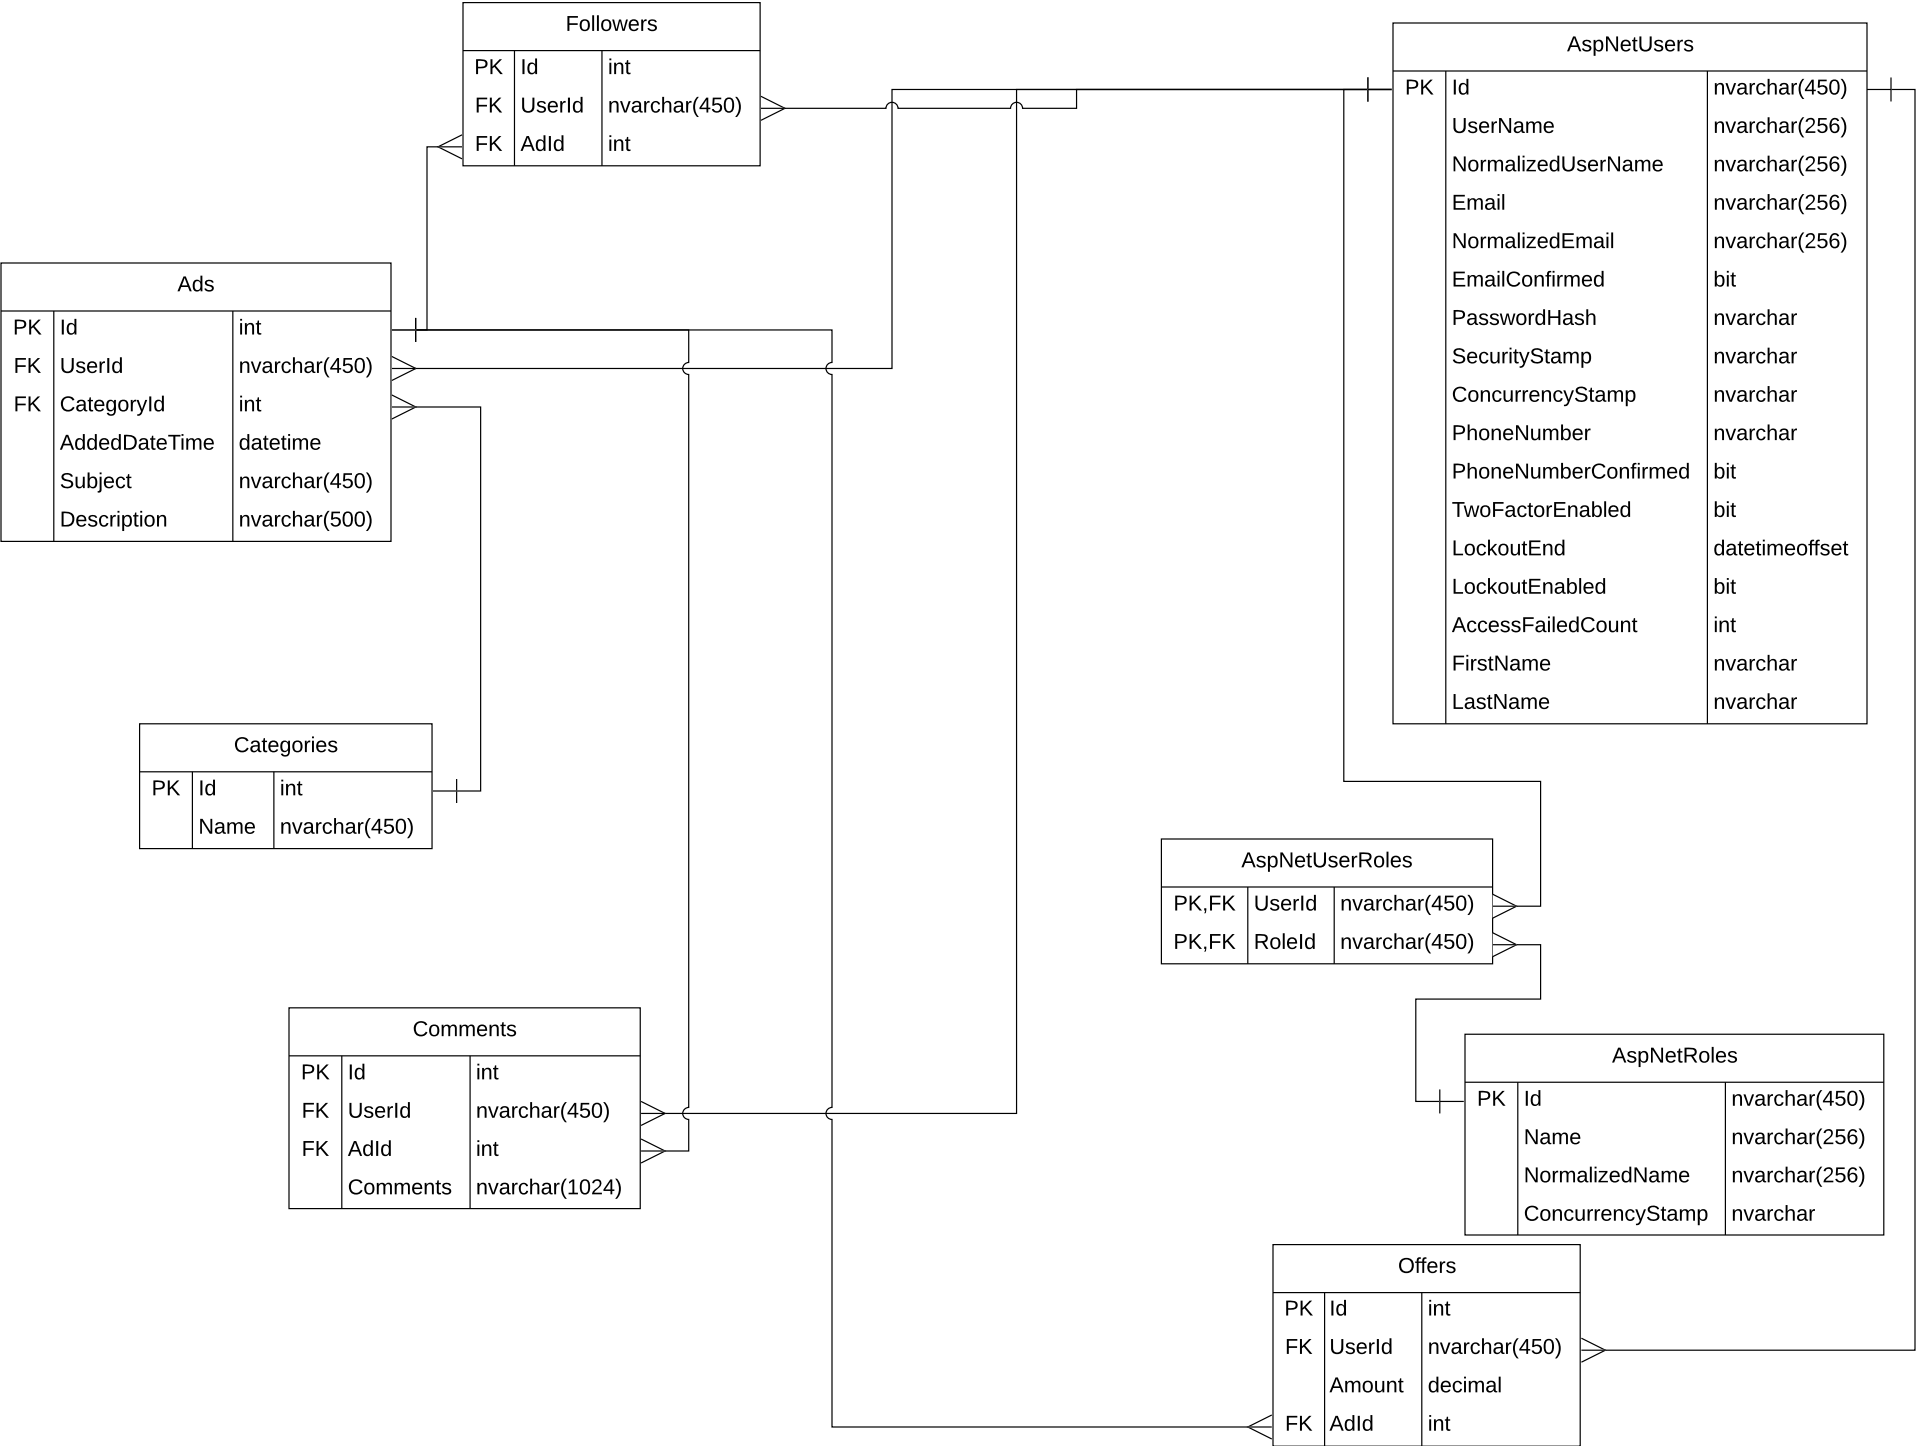 Followers
PK Id int
FK UserId nvarchar(450)
FK AdId int
AspNetUsers
PK Id nvarchar(450)
UserName nvarchar(256)
NormalizedUserName nvarchar(256)
Email nvarchar(256)
NormalizedEmail nvarchar(256)
EmailConfirmed bit
PasswordHash nvarchar
SecurityStamp nvarchar
ConcurrencyStamp nvarchar
PhoneNumber nvarchar
PhoneNumberConfirmed bit
TwoFactorEnabled bit
LockoutEnd datetimeoffset
LockoutEnabled bit
AccessFailedCount int
FirstName nvarchar
LastName nvarchar
Ads
PK Id int
FK UserId nvarchar(450)
FK CategoryId int
AddedDateTime datetime
Subject nvarchar(450)
Description nvarchar(500)
Categories
PK Id int
Name nvarchar(450)
AspNetUserRoles
PK,FK UserId nvarchar(450)
PK,FK RoleId nvarchar(450)
Comments
PK Id int
FK UserId nvarchar(450)
FK AdId int
Comments nvarchar(1024)
AspNetRoles
PK Id nvarchar(450)
Name nvarchar(256)
NormalizedName nvarchar(256)
ConcurrencyStamp nvarchar
Offers
PK Id int
FK UserId nvarchar(450)
Amount decimal
FK AdId int